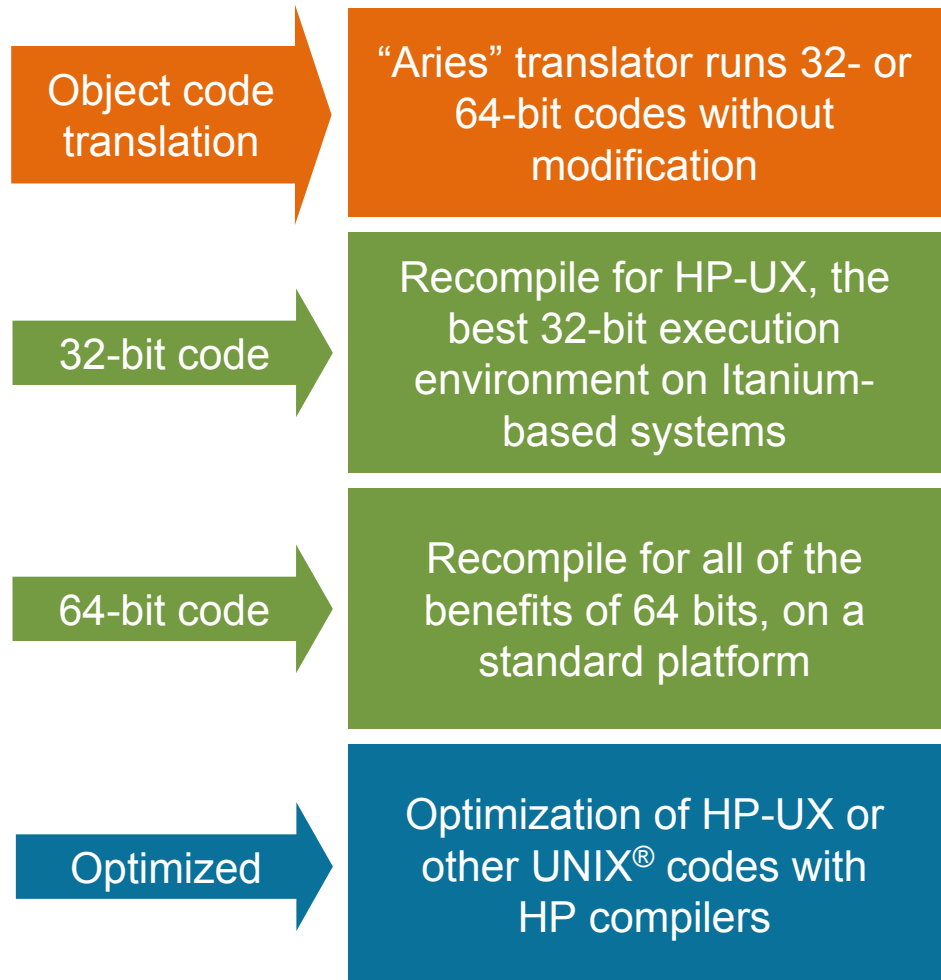 Object code
translation
“Aries” translator runs 32- or
64-bit codes without
modification
32-bit code
Recompile for HP-UX, the
best 32-bit execution
environment on Itanium-
based systems
64-bit code
Recompile for all of the
benefits of 64 bits, on a
standard platform
Optimized
Optimization of HP-UX or
other UNIX® codes with
HP compilers